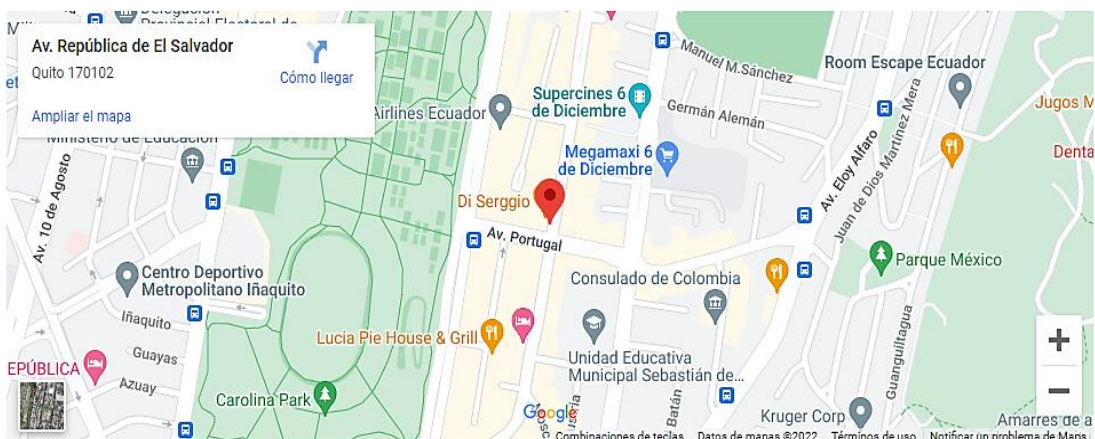 Av. República de El Salvador
Quito 170102
Cómo llegar
Ampliar el mapa
Delegación
Provincial Electoral de
Ministerio de Educación
Manuel M.Sánchez
Room Escape Ecuador
Supercines 6
de Diciembre
Airlines Ecuador
Germán Alemán
Jugos
Megamaxi 6
de Diciembre
Av. Eloy Alfaro
Juan de Dios Martínez Mera
Denta
Av. 10 de Agosto
Di Serggio
Av. Portugal
Parque México
Centro Deportivo
Metropolitano Iñaquito
Consulado de Colombia
Iñaquito
Lucia Pie House & Grill
Guanguiltagua
Guayas
EPÚBLICA
Unidad Educativa
Municipal Sebastián de...
Azuay
Carolina Park
Batán
Google
Kruger Corp
Amarres de a
Combinaciones de teclas
Datos de mapas ©2022
Términos de uso
Notificar un problema de Maps